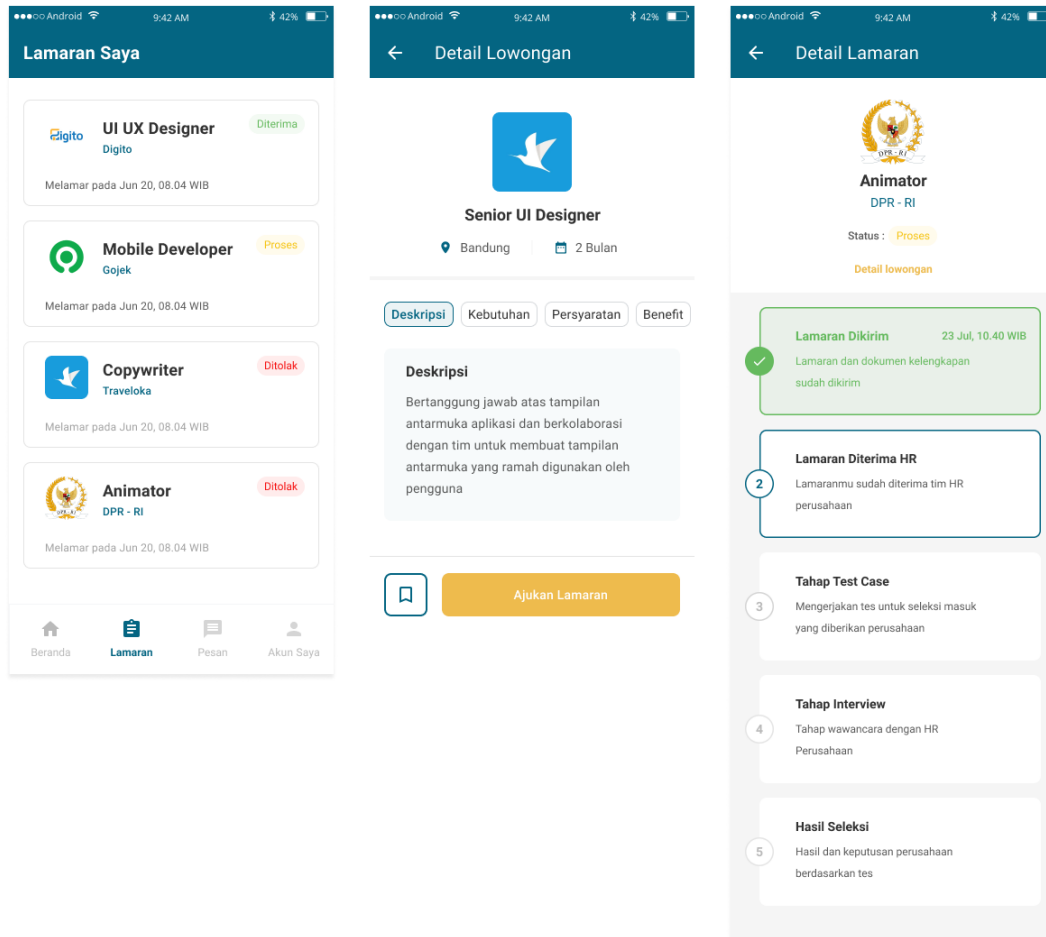 Android 9:42 AM 42%
Lamaran Saya
Digito
UI UX Designer
Diterima
Digito
Melamar pada Jun 20, 08.04 WIB
Mobile Developer
Proses
Gojek
Melamar pada Jun 20, 08.04 WIB
Copywriter
Ditolak
Traveloka
Melamar pada Jun 20, 08.04 WIB
DPR - RI
Animator
Ditolak
DPR - RI
Melamar pada Jun 20, 08.04 WIB
Beranda
Lamaran
Pesan
Akun Saya
Android 9:42 AM 42%
Detail Lowongan
Senior UI Designer
Bandung
2 Bulan
Deskripsi
Kebutuhan
Persyaratan
Benefit
Deskripsi
Bertanggung jawab atas tampilan
antarmuka aplikasi dan berkolaborasi
dengan tim untuk membuat tampilan
antarmuka yang ramah digunakan oleh
pengguna
Ajukan Lamaran
Android 9:42 AM 42%
Detail Lamaran
DPR - RI
Animator
DPR - RI
Status : Proses
Detail lowongan
Lamaran Dikirim 23 Jul, 10.40 WIB
Lamaran dan dokumen kelengkapan
sudah dikirim
2
Lamaran Diterima HR
Lamaranmu sudah diterima tim HR
perusahaan
3
Tahap Test Case
Mengerjakan tes untuk seleksi masuk
yang diberikan perusahaan
4
Tahap Interview
Tahap wawancara dengan HR
Perusahaan
5
Hasil Seleksi
Hasil dan keputusan perusahaan
berdasarkan tes